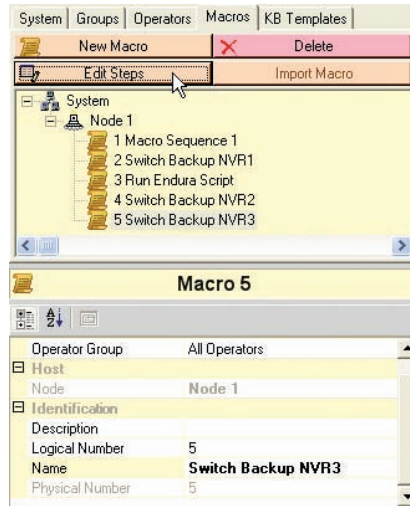 System Groups Operators Macros KB Templates
New Macro Delete
Edit Steps Import Macro
System
Node 1
1 Macro Sequence 1
2 Switch Backup NVR1
3 Run Endura Script
4 Switch Backup NVR2
5 Switch Backup NVR3
Macro 5
Operator Group All Operators
Host
Node Node 1
Identification
Description
Logical Number 5
Name Switch Backup NVR3
Physical Number 5